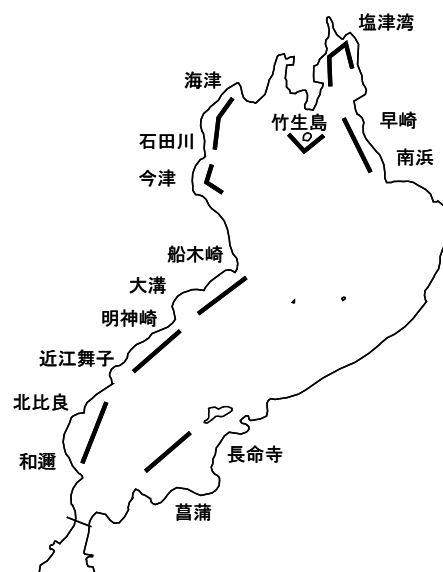 塩津湾
海津
竹生島
早崎
石田川
南浜
今津
船木崎
大溝
明神崎
近江舞子
北比良
長命寺
和邇
菖蒲